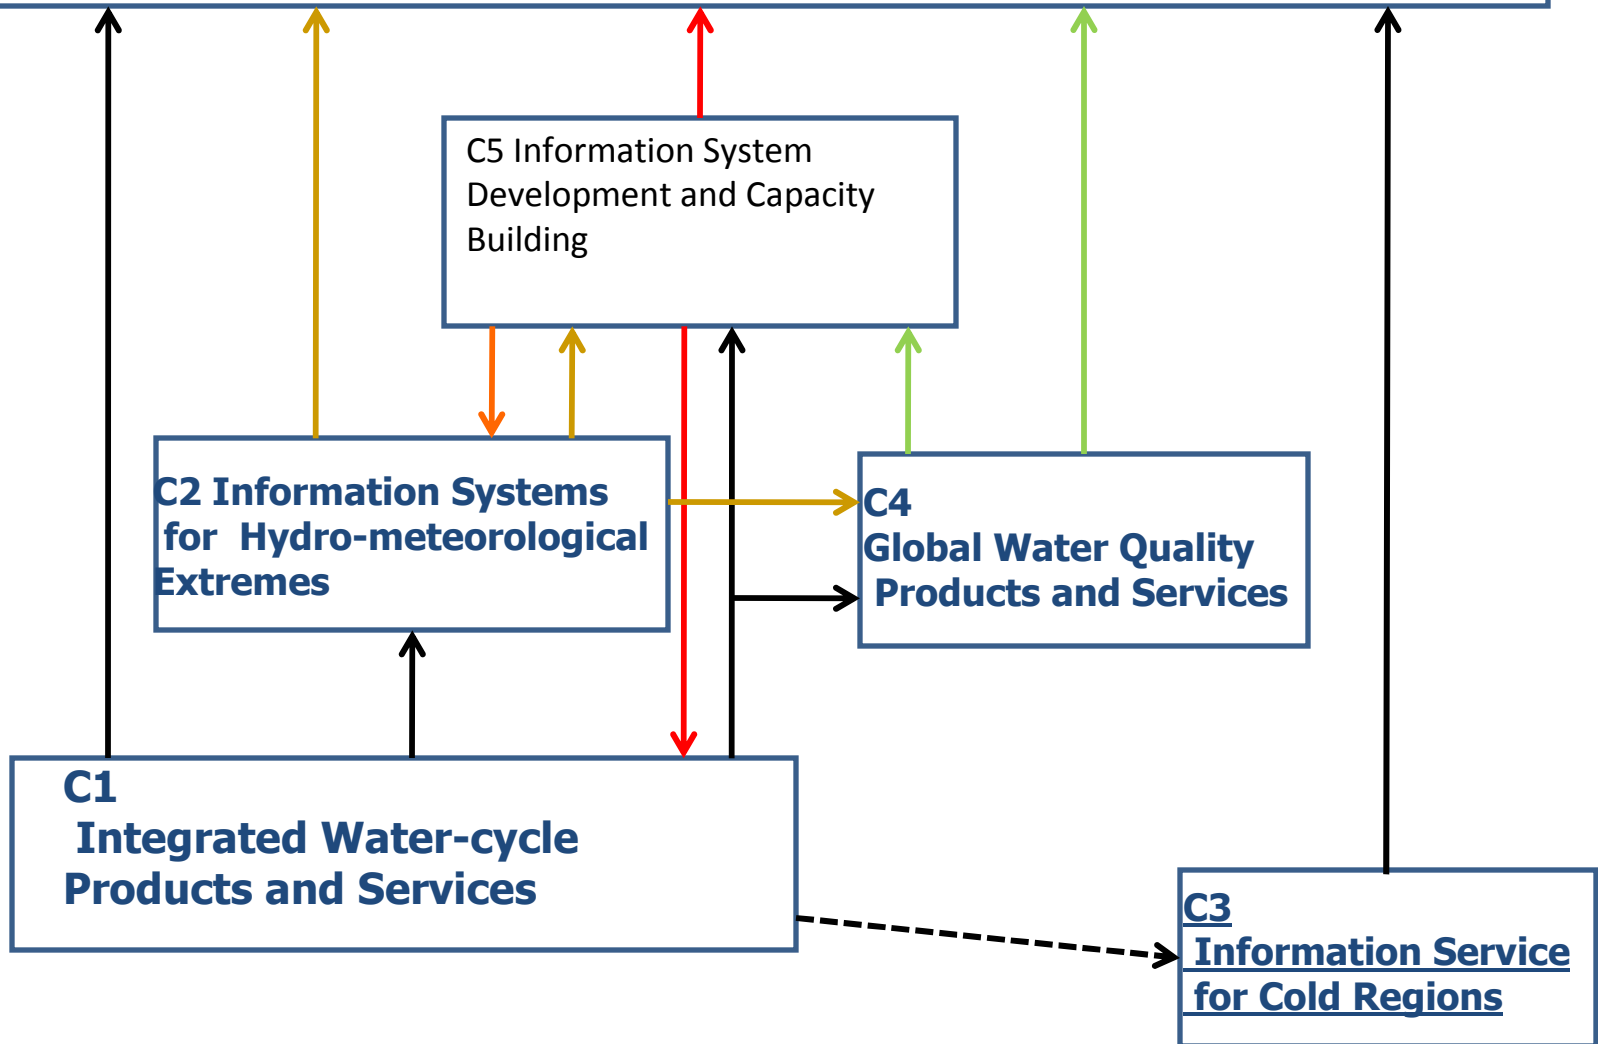 C5 Information System
Development and Capacity
Building
C2 Information Systems
for Hydro-meteorological
Extremes
C4
Global Water Quality
Products and Services
C1
Integrated Water-cycle
Products and Services
C3
Information Service
for Cold Regions